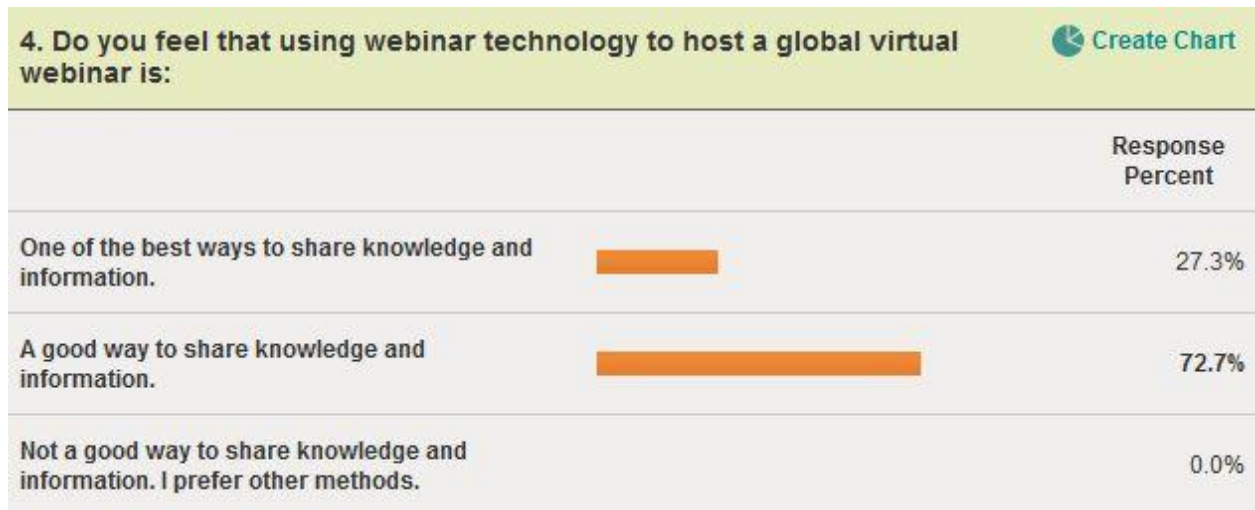 4. Do you feel that using webinar technology to host a global virtual
webinar is:
Create Chart
Response
Percent
One of the best ways to share knowledge and
information.
27.3%
A good way to share knowledge and
information.
72.7%
Not a good way to share knowledge and
information. I prefer other methods.
0.0%